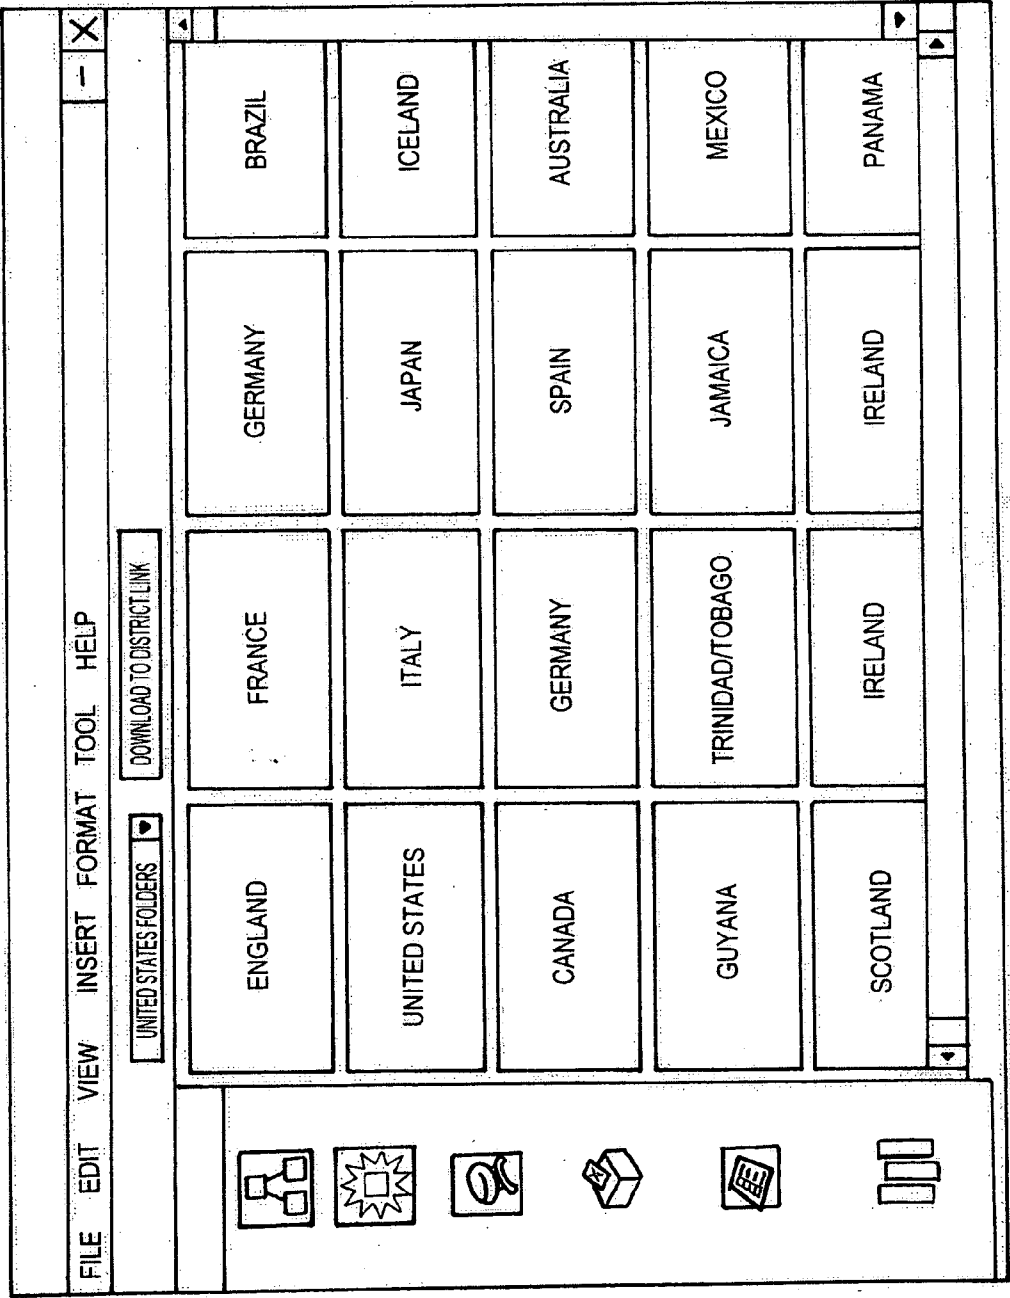 FILE EDIT VIEW INSERT FORMAT TOOL HELP
UNITED STATES FOLDERS DOWNLOAD TO DISTRICT LINK
ENGLAND FRANCE GERMANY BRAZIL
UNITED STATES ITALY JAPAN ICELAND
CANADA GERMANY SPAIN AUSTRALIA
GUYANA TRINIDAD/TOBAGO JAMAICA MEXICO
SCOTLAND IRELAND IRELAND PANAMA